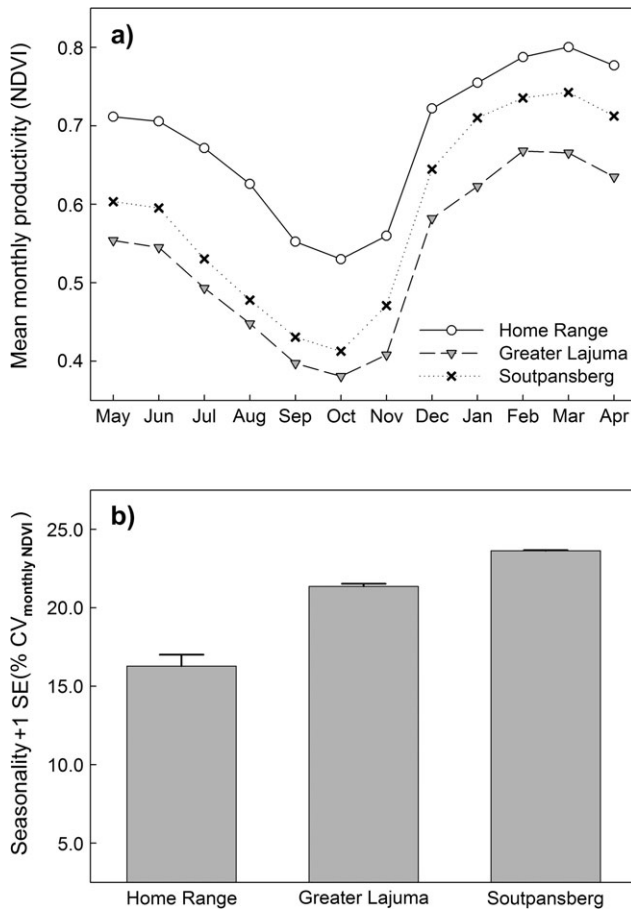 a)
Mean monthly productivity (NDVI)
0.8
0.7
0.6
0.5
0.4
Home Range
Greater Lajuma
Soutpansberg
May Jun Jul Aug Sep Oct Nov Dec Jan Feb Mar Apr
b)
Seasonality +1 SE(% CVmonthly NDVI)
25.0
20.0
15.0
10.0
5.0
Home Range Greater Lajuma Soutpansberg